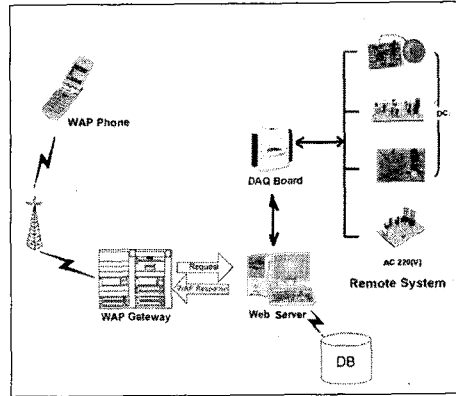 WAP Phone
DAQ Board
DC
AC 220(V)
Remote System
Request
WAP Response
WAP Gateway
Web Server
DB